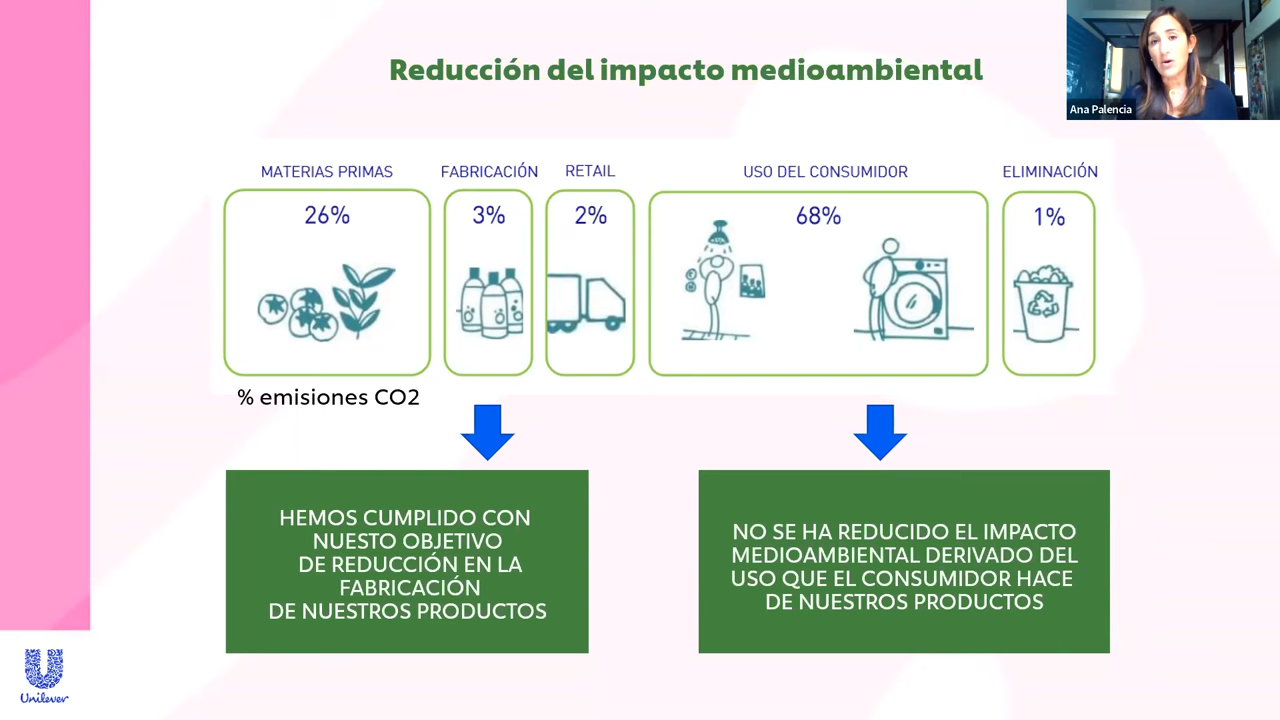 Reducción del impacto medioambiental
Ana Palencia
MATERIAS PRIMAS
FABRICACIÓN
RETAIL
USO DEL CONSUMIDOR
ELIMINACIÓN
26%
3%
2%
68%
1%
% emisiones CO2
HEMOS CUMPLIDO CON
NUESTO OBJETIVO
DE REDUCCIÓN EN LA
FABRICACIÓN
DE NUESTROS PRODUCTOS
NO SE HA REDUCIDO EL IMPACTO
MEDIOAMBIENTAL DERIVADO DEL
USO QUE EL CONSUMIDOR HACE
DE NUESTROS PRODUCTOS
Unilever